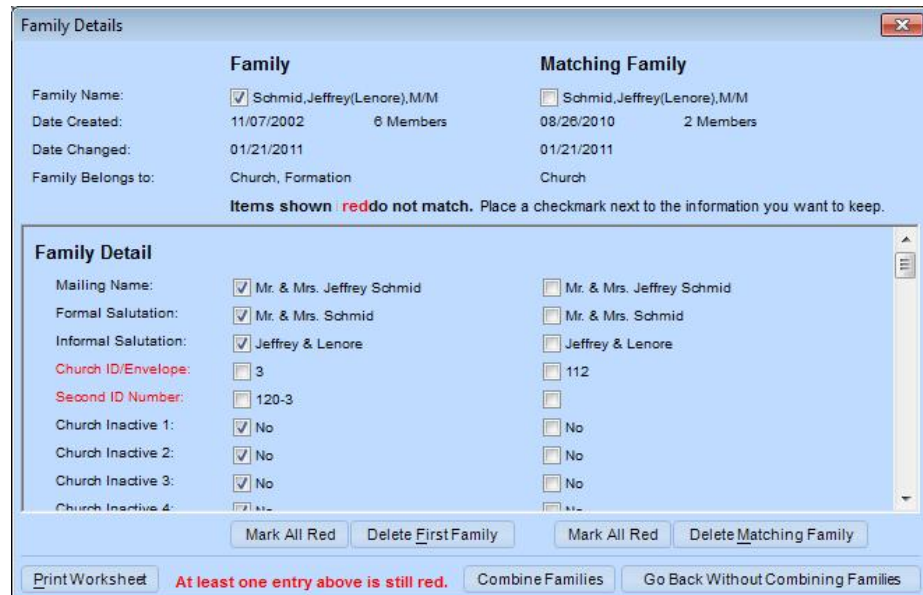 Family Details
Family Matching Family
Family Name: Schmid,Jeffrey(Lenore),M/M Schmid,Jeffrey(Lenore),M/M
Date Created: 11/07/2002 6 Members 08/26/2010 2 Members
Date Changed: 01/21/2011 01/21/2011
Family Belongs to: Church, Formation Church
Items shown reddo not match. Place a checkmark next to the information you want to keep.
Family Detail
Mailing Name: Mr. & Mrs. Jeffrey Schmid Mr. & Mrs. Jeffrey Schmid
Formal Salutation: Mr. & Mrs. Schmid Mr. & Mrs. Schmid
Informal Salutation: Jeffrey & Lenore Jeffrey & Lenore
Church ID/Envelope: 3 112
Second ID Number: 120-3
Church Inactive 1: No No
Church Inactive 2: No No
Church Inactive 3: No No
Church Inactive 4: No No
Mark All Red Delete First Family Mark All Red Delete Matching Family
Print Worksheet At least one entry above is still red. Combine Families Go Back Without Combining Families